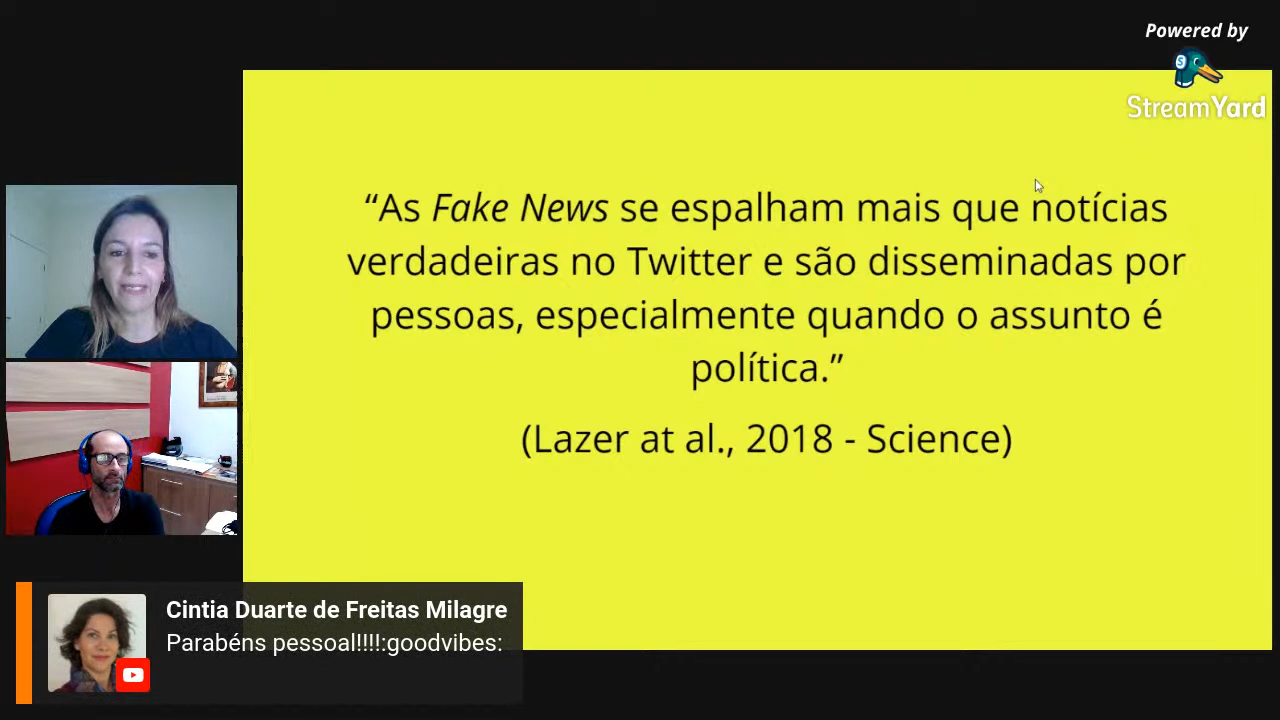 Powered by
StreamYard
“As Fake News se espalham mais que notícias
verdadeiras no Twitter e são disseminadas por
pessoas, especialmente quando o assunto é
política.”
(Lazer at al., 2018 - Science)
Cintia Duarte de Freitas Milagre
Parabéns pessoal!!!!:goodvibes: